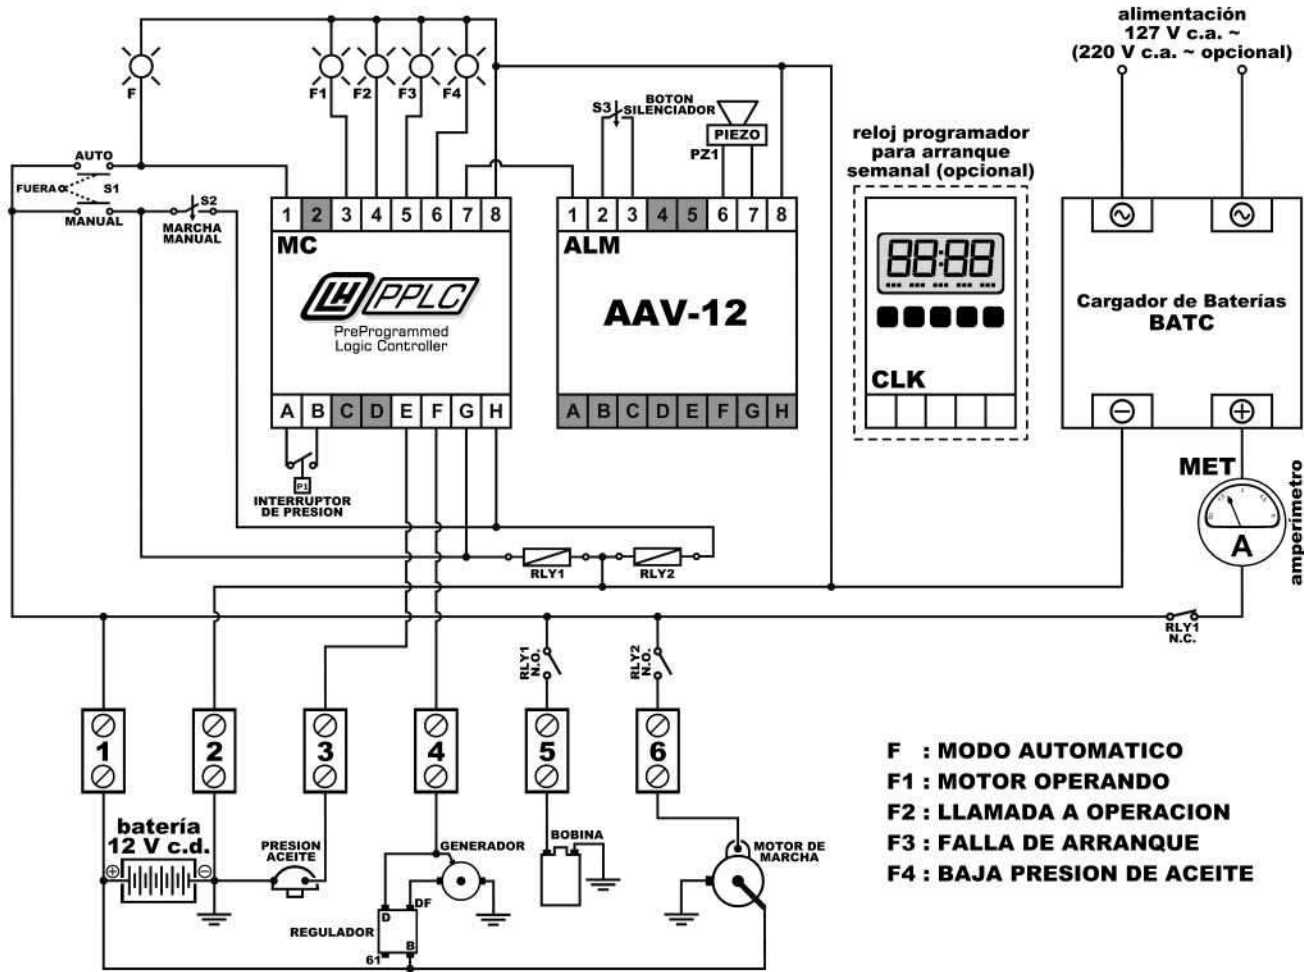 alimentación
127 V c.a. ~
(220 V c.a. ~ opcional)
F
F1
F2
F3
F4
S3
BOTON
SILENCIADOR
PIEZO
PZ1
reloj programador
para arranque
semanal (opcional)
AUTO
FUERA
S1
MANUAL
S2
MARCHA
MANUAL
1 2 3 4 5 6 7 8
MC
LH PPLC
PreProgrammed
Logic Controller
A B C D E F G H
1 2 3 4 5 6 7 8
ALM
AAV-12
A B C D E F G H
88:88
CLK
Cargador de Baterías
BATC
P1
INTERRUPTOR
DE PRESION
MET
A
amperímetro
RLY1
RLY2
RLY1
N.C.
RLY1
N.O.
RLY2
N.O.
1
2
3
4
5
6
batería
12 V c.d.
PRESION
ACEITE
GENERADOR
BOBINA
MOTOR DE
MARCHA
D
DF
REGULADOR
B
61
F : MODO AUTOMATICO
F1 : MOTOR OPERANDO
F2 : LLAMADA A OPERACION
F3 : FALLA DE ARRANQUE
F4 : BAJA PRESION DE ACEITE